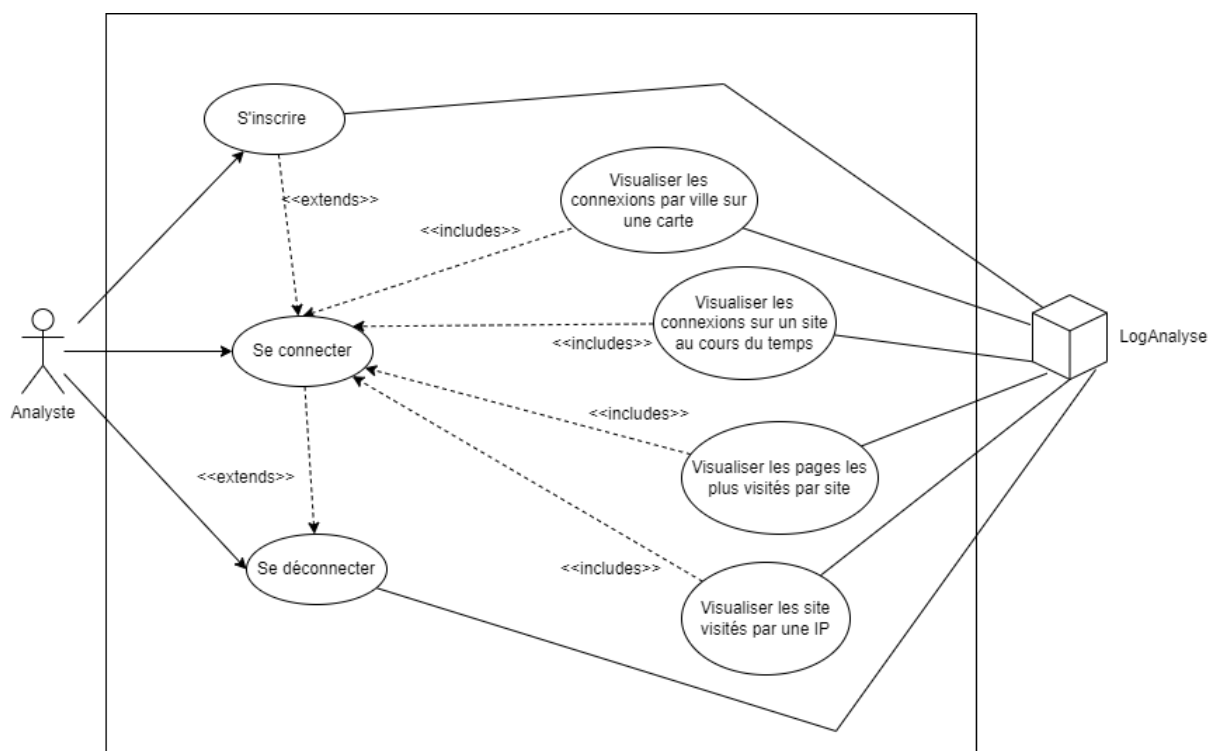 S'inscrire
<<extends>>
Visualiser les
connexions par ville sur
une carte
<<includes>>
Visualiser les
connexions sur un site
au cours du temps
<<includes>>
Se connecter
LogAnalyse
Analyste
<<includes>>
Visualiser les pages les
plus visités par site
<<extends>>
Se déconnecter
<<includes>>
Visualiser les site
visités par une IP